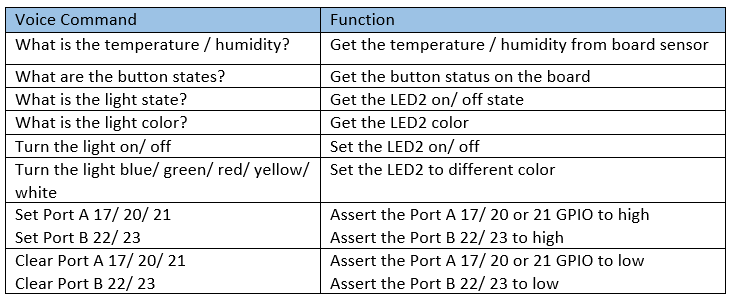 Voice Command Function
What is the temperature / humidity? Get the temperature / humidity from board sensor
What are the button states? Get the button status on the board
What is the light state? Get the LED2 on/ off state
What is the light color? Get the LED2 color
Turn the light on/ off Set the LED2 on/ off
Turn the light blue/ green/ red/ yellow/ Set the LED2 to different color
white
Set Port A 17/ 20/ 21 Assert the Port A 17/ 20 or 21 GPIO to high
Set Port B 22/ 23 Assert the Port B 22/ 23 to high
Clear Port A 17/ 20/ 21 Assert the Port A 17/ 20 or 21 GPIO to low
Clear Port B 22/ 23 Assert the Port B 22/ 23 to low